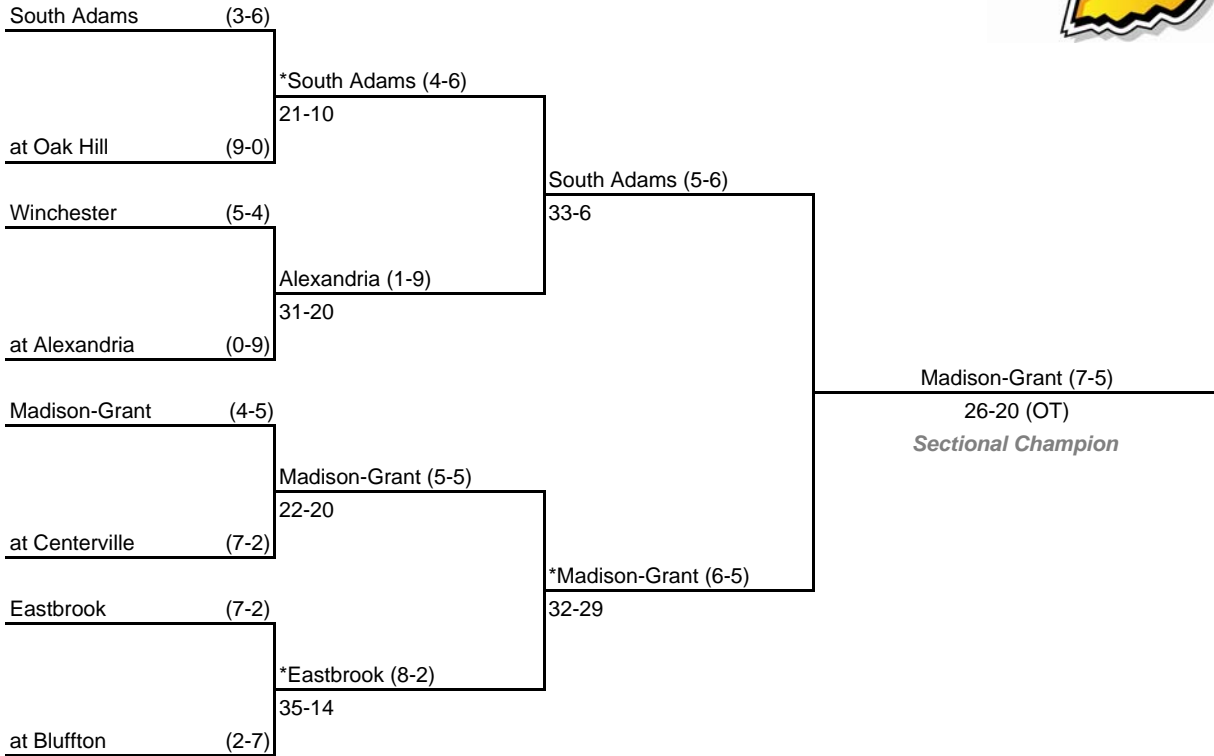 South Adams (3-6)
*South Adams (4-6)
21-10
at Oak Hill (9-0)
South Adams (5-6)
33-6
Winchester (5-4)
Alexandria (1-9)
31-20
at Alexandria (0-9)
Madison-Grant (7-5)
26-20 (OT)
Sectional Champion
Madison-Grant (4-5)
Madison-Grant (5-5)
22-20
at Centerville (7-2)
*Madison-Grant (6-5)
32-29
Eastbrook (7-2)
*Eastbrook (8-2)
35-14
at Bluffton (2-7)